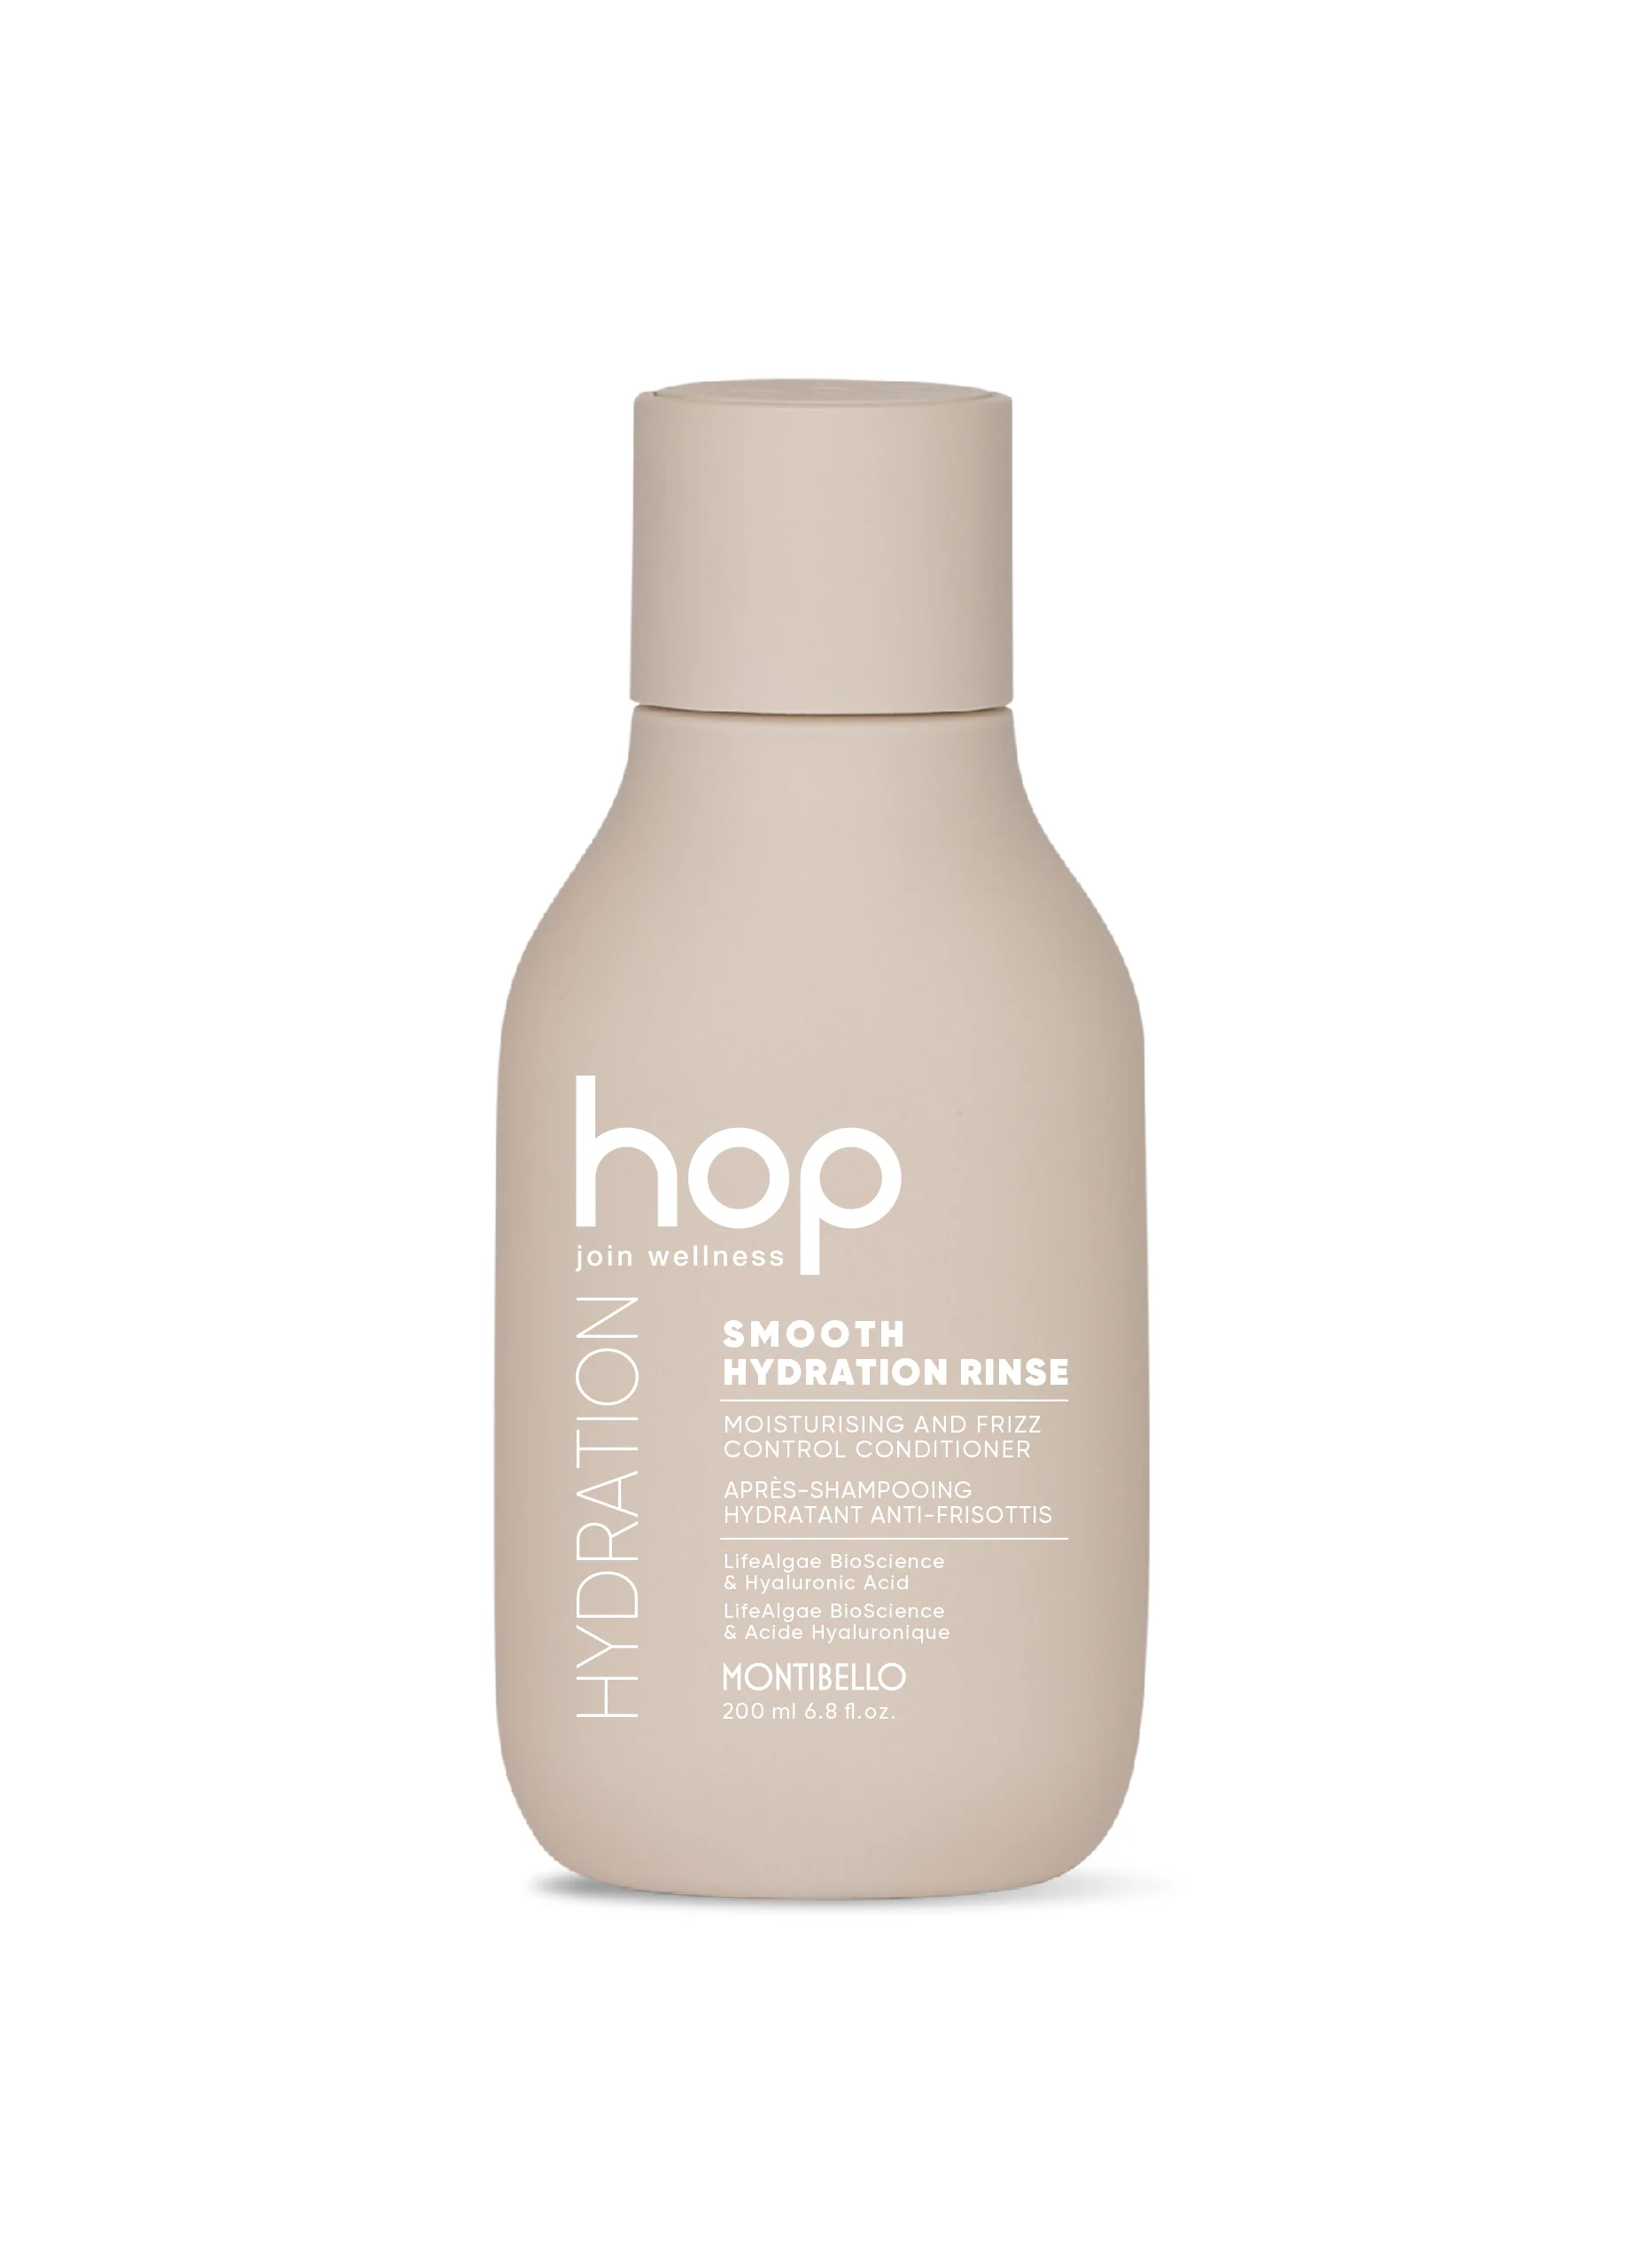 hop
join wellness
HYDRATION
SMOOTH
HYDRATION RINSE
MOISTURISING AND FRIZZ
CONTROL CONDITIONER
APRÈS-SHAMPOOING
HYDRATANT ANTI-FRISOTTIS
LifeAlgae BioScience
& Hyaluronic Acid
LifeAlgae BioScience
& Acide Hyaluronique
MONTIBELLO
200 ml 6.8 fl.oz.